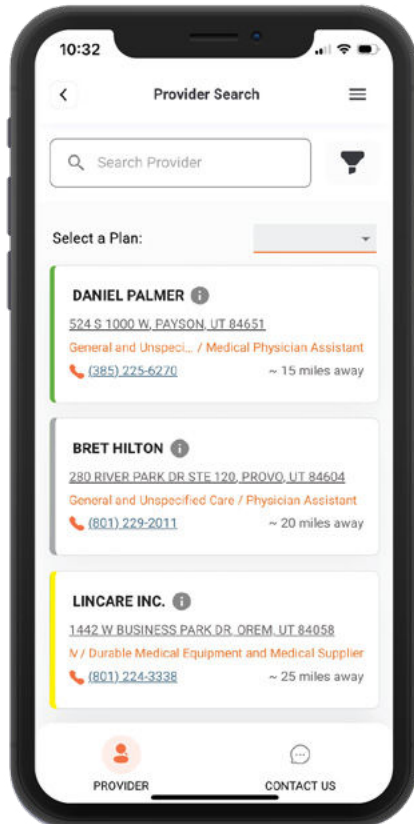 10:32
Provider Search
Search Provider
Select a Plan:
DANIEL PALMER
524 S 1000 W, PAYSON, UT 84651
General and Unspeci... / Medical Physician Assistant
(385) 225-6270 ~ 15 miles away
BRET HILTON
280 RIVER PARK DR STE 120, PROVO, UT 84604
General and Unspecified Care / Physician Assistant
(801) 229-2011 ~ 20 miles away
LINCARE INC.
1442 W BUSINESS PARK DR, OREM, UT 84058
/ Durable Medical Equipment and Medical Supplier
(801) 224-3338 ~ 25 miles away
PROVIDER CONTACT US